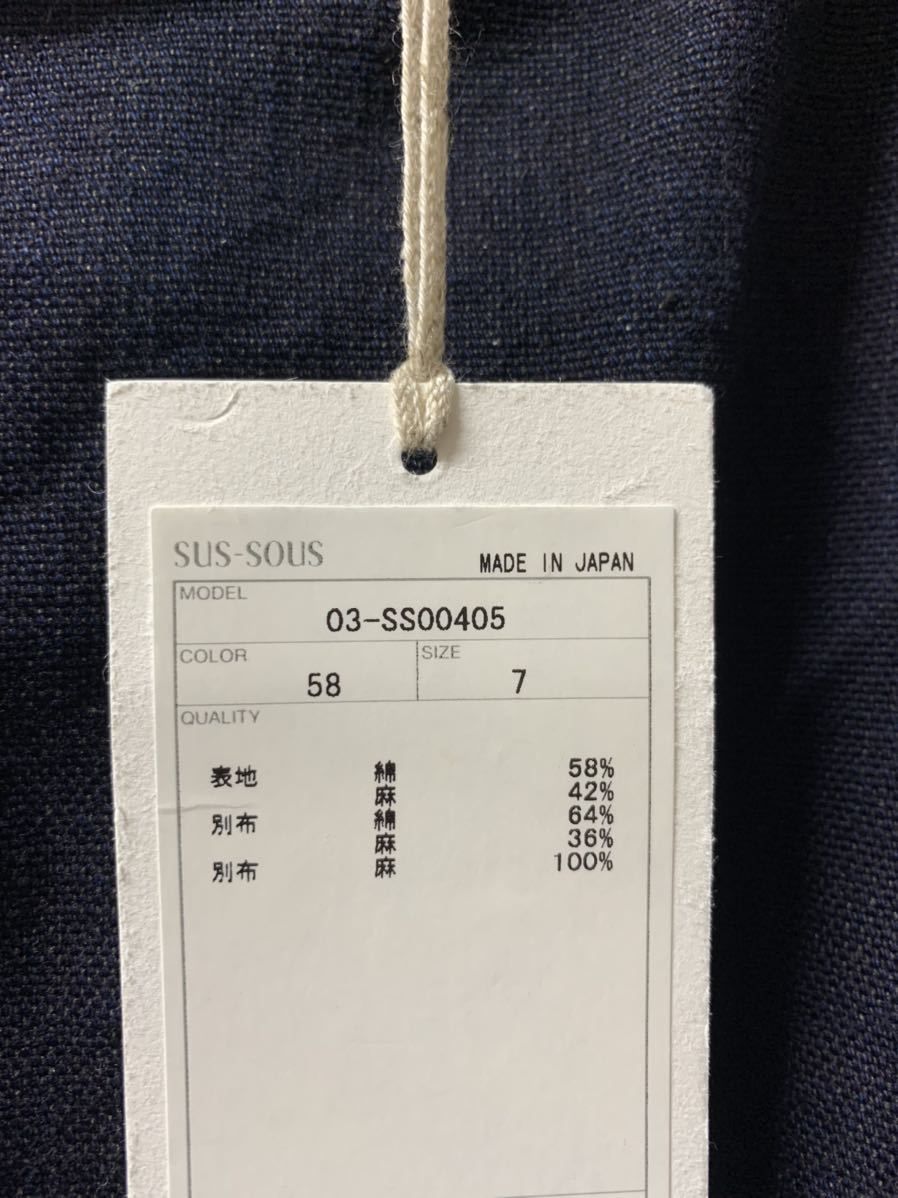 SUS-SOUS
MADE IN JAPAN
MODEL
03-SS00405
COLOR
58
SIZE
7
QUALITY
表地 綿 58%
麻 42%
別布 綿 64%
麻 36%
別布 麻 100%